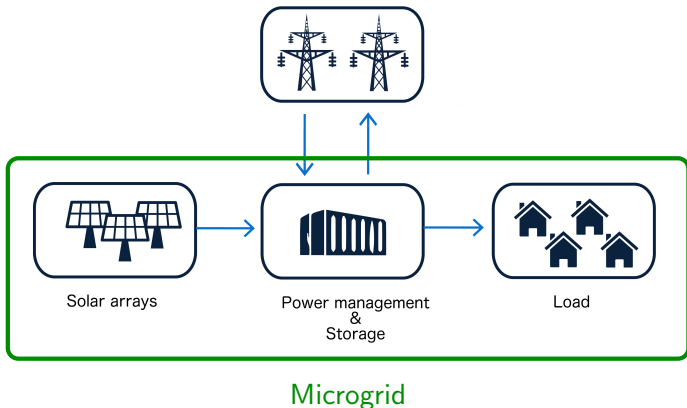 Solar arrays
Power management
&
Storage
Load
Microgrid